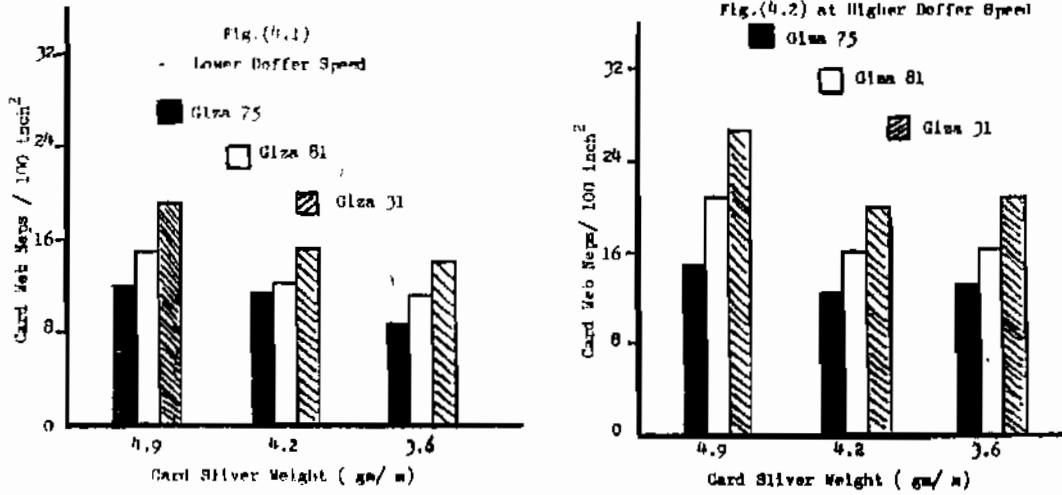 Fig.(4.1)
Lower Doffer Speed
Giza 75
Giza 81
Giza 31
Card Web Neps / 100 inch²
32
24
16
8
0
4.9
4.2
3.6
Card Sliver Weight ( gm/ m)
Fig.(4.2) at Higher Doffer Speed
Giza 75
Giza 81
Giza 31
Card Web Neps/ 100 inch²
32
24
16
8
0
4.9
4.2
3.6
Card Sliver Weight ( gm/ m)